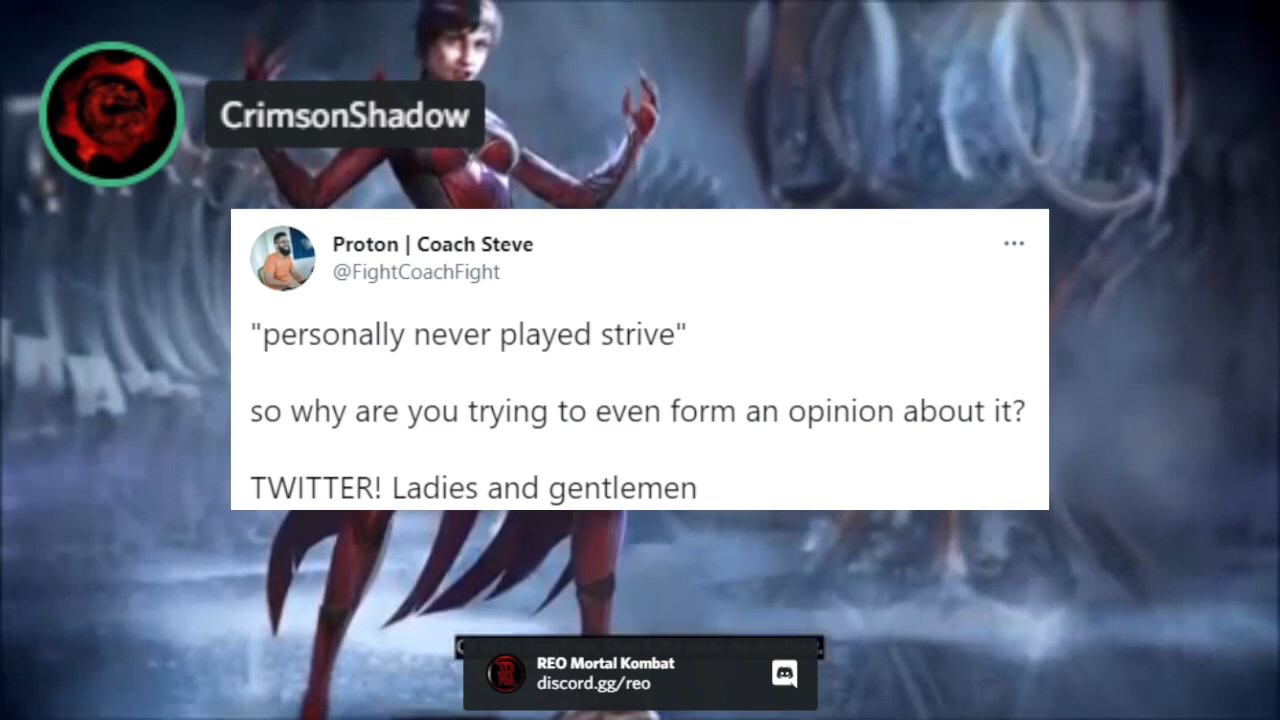 CrimsonShadow
Proton | Coach Steve
@FightCoachFight
"personally never played strive"
so why are you trying to even form an opinion about it?
TWITTER! Ladies and gentlemen
REO Mortal Kombat
discord.gg/reo